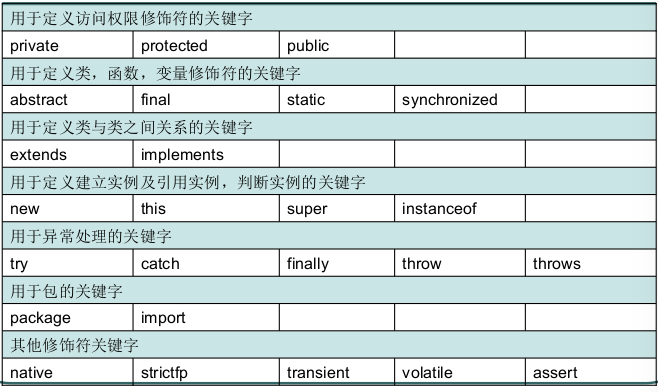 用于定义访问权限修饰符的关键字
private protected public
用于定义类，函数，变量修饰符的关键字
abstract final static synchronized
用于定义类与类之间关系的关键字
extends implements
用于定义建立实例及引用实例，判断实例的关键字
new this super instanceof
用于异常处理的关键字
try catch finally throw throws
用于包的关键字
package import
其他修饰符关键字
native strictfp transient volatile assert